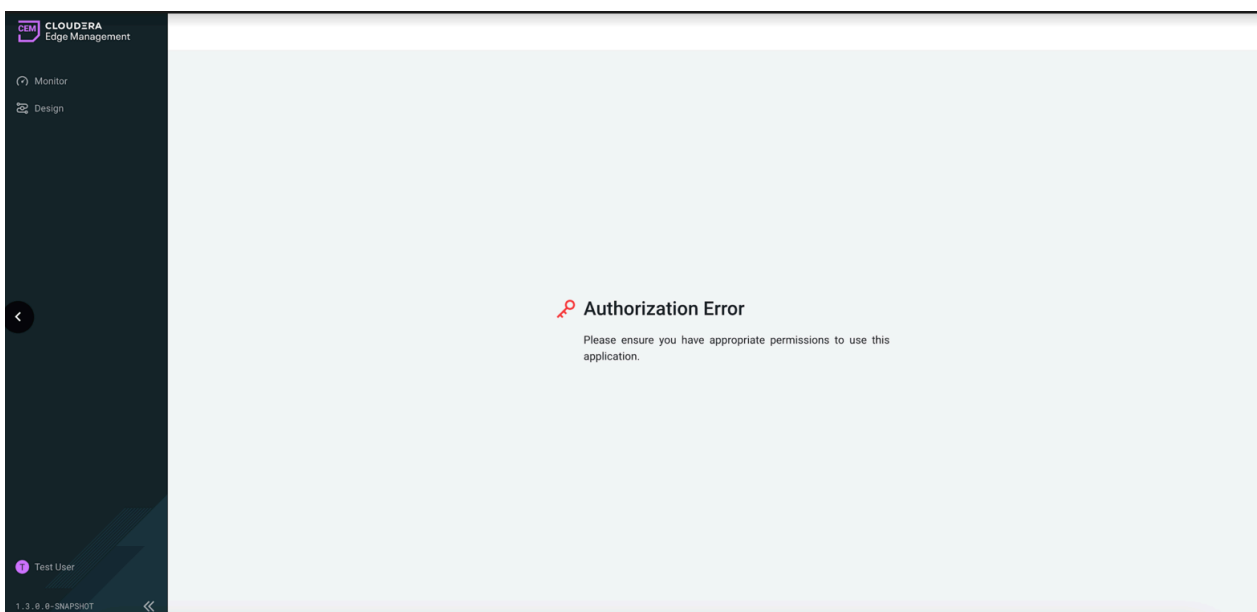 CEM
CLOUDΞRA
Edge Management
Monitor
Design
Authorization Error
Please ensure you have appropriate permissions to use this
application.
T
Test User
1.3.0.0-SNAPSHOT